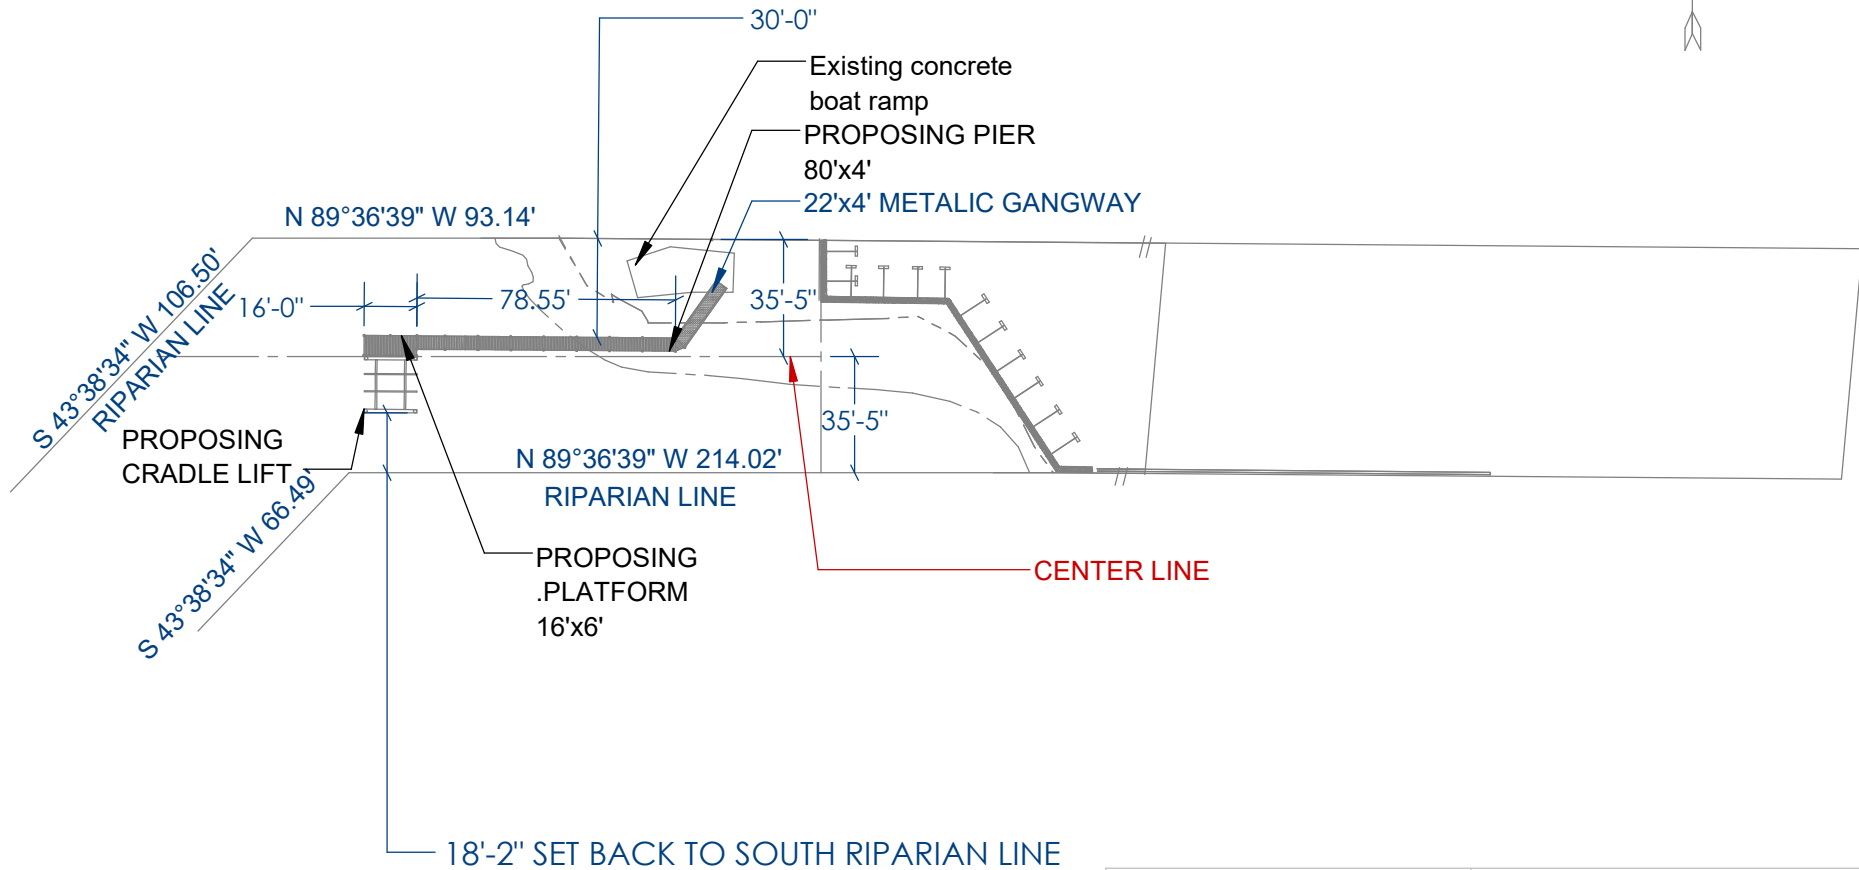 30'-0"
Existing concrete
boat ramp
PROPOSING PIER
80'x4'
22'x4' METALIC GANGWAY
N 89°36'39" W 93.14'
S 43°38'34" W 106.50'
RIPARIAN LINE
16'-0"
78.55'
35'-5"
35'-5"
PROPOSING
CRADLE LIFT
N 89°36'39" W 214.02'
RIPARIAN LINE
S 43°38'34" W 66.49'
PROPOSING
.PLATFORM
16'x6'
CENTER LINE
18'-2" SET BACK TO SOUTH RIPARIAN LINE